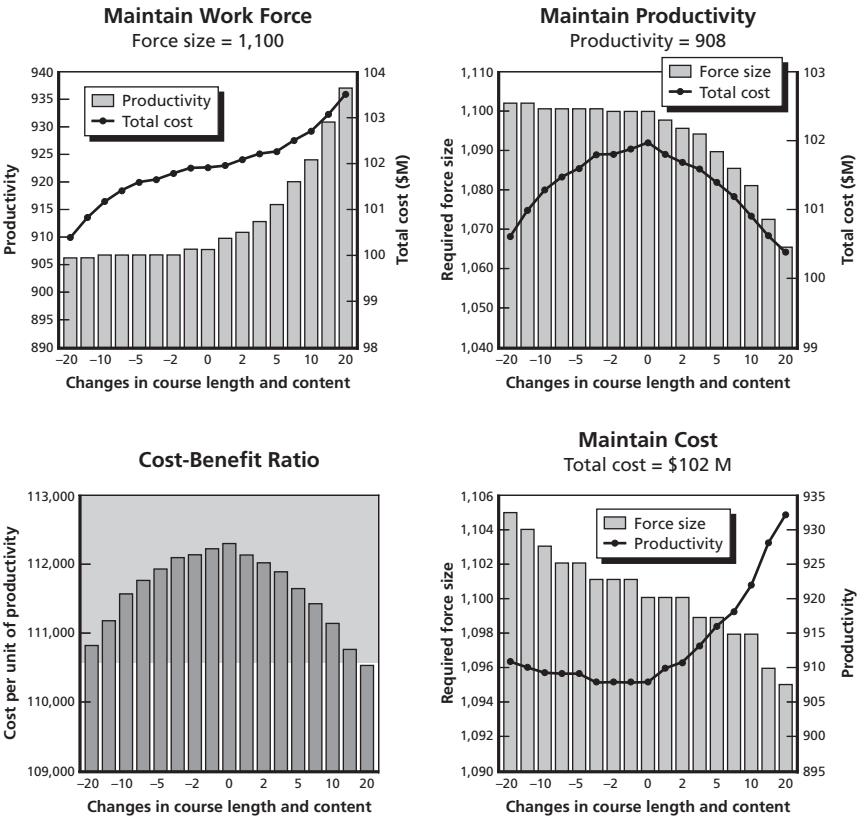 Maintain Work Force
Force size = 1,100
940
935
930
925
920
915
910
905
900
895
890
Productivity
104
103
102
101
100
99
98
Total cost ($M)
Productivity
Total cost
–20 –10 –5 –2 0 2 5 10 20
Changes in course length and content
Maintain Productivity
Productivity = 908
1,110
1,100
1,090
1,080
1,070
1,060
1,050
1,040
Required force size
103
102
101
100
99
Total cost ($M)
Force size
Total cost
–20 –10 –5 –2 0 2 5 10 20
Changes in course length and content
Cost-Benefit Ratio
113,000
112,000
111,000
110,000
109,000
Cost per unit of productivity
–20 –10 –5 –2 0 2 5 10 20
Changes in course length and content
Maintain Cost
Total cost = $102 M
1,106
1,104
1,102
1,100
1,098
1,096
1,094
1,092
1,090
Required force size
935
930
925
920
915
910
905
900
895
Productivity
Force size
Productivity
–20 –10 –5 –2 0 2 5 10 20
Changes in course length and content